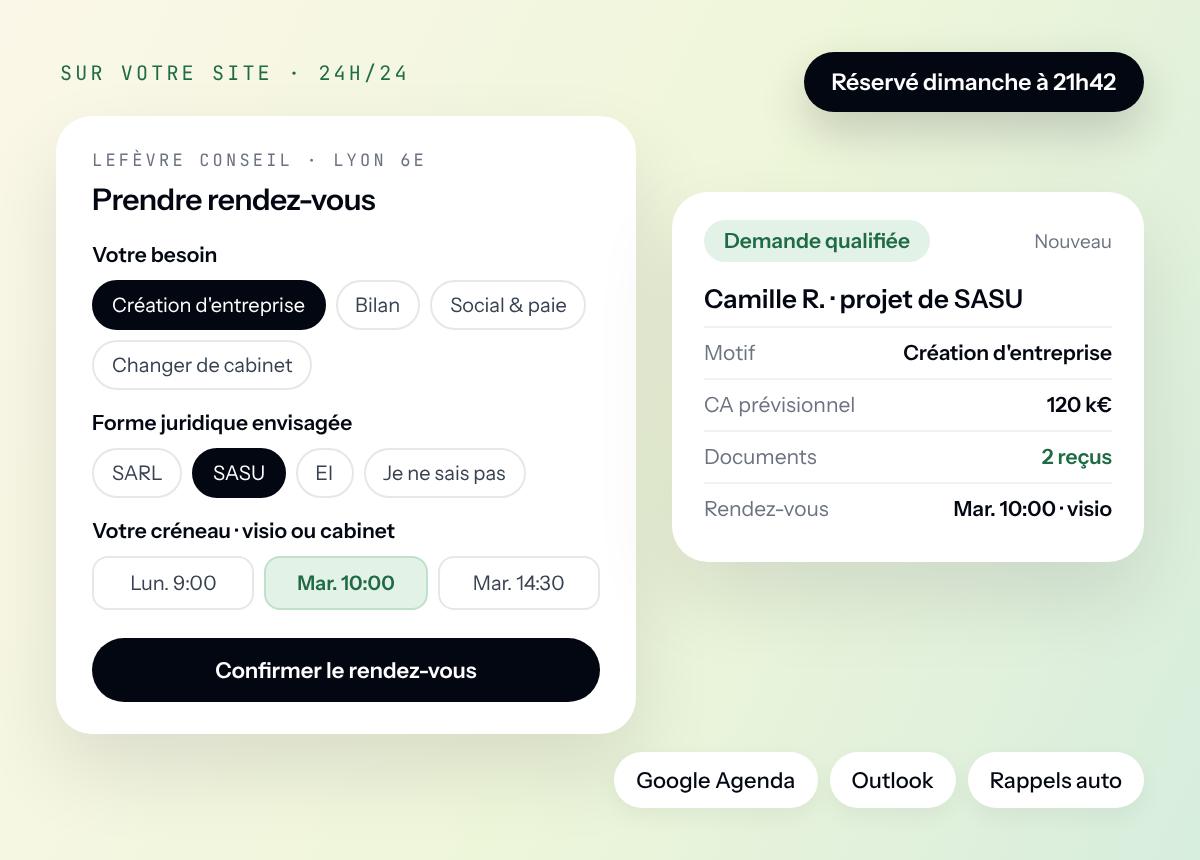 SUR VOTRE SITE · 24H/24
Réservé dimanche à 21h42
LEFÈVRE CONSEIL · LYON 6E
Prendre rendez-vous
Votre besoin
Création d'entreprise
Bilan
Social & paie
Changer de cabinet
Forme juridique envisagée
SARL
SASU
EI
Je ne sais pas
Votre créneau · visio ou cabinet
Lun. 9:00
Mar. 10:00
Mar. 14:30
Confirmer le rendez-vous
Demande qualifiée
Nouveau
Camille R. · projet de SASU
Motif
Création d'entreprise
CA prévisionnel
120 k€
Documents
2 reçus
Rendez-vous
Mar. 10:00 · visio
Google Agenda
Outlook
Rappels auto